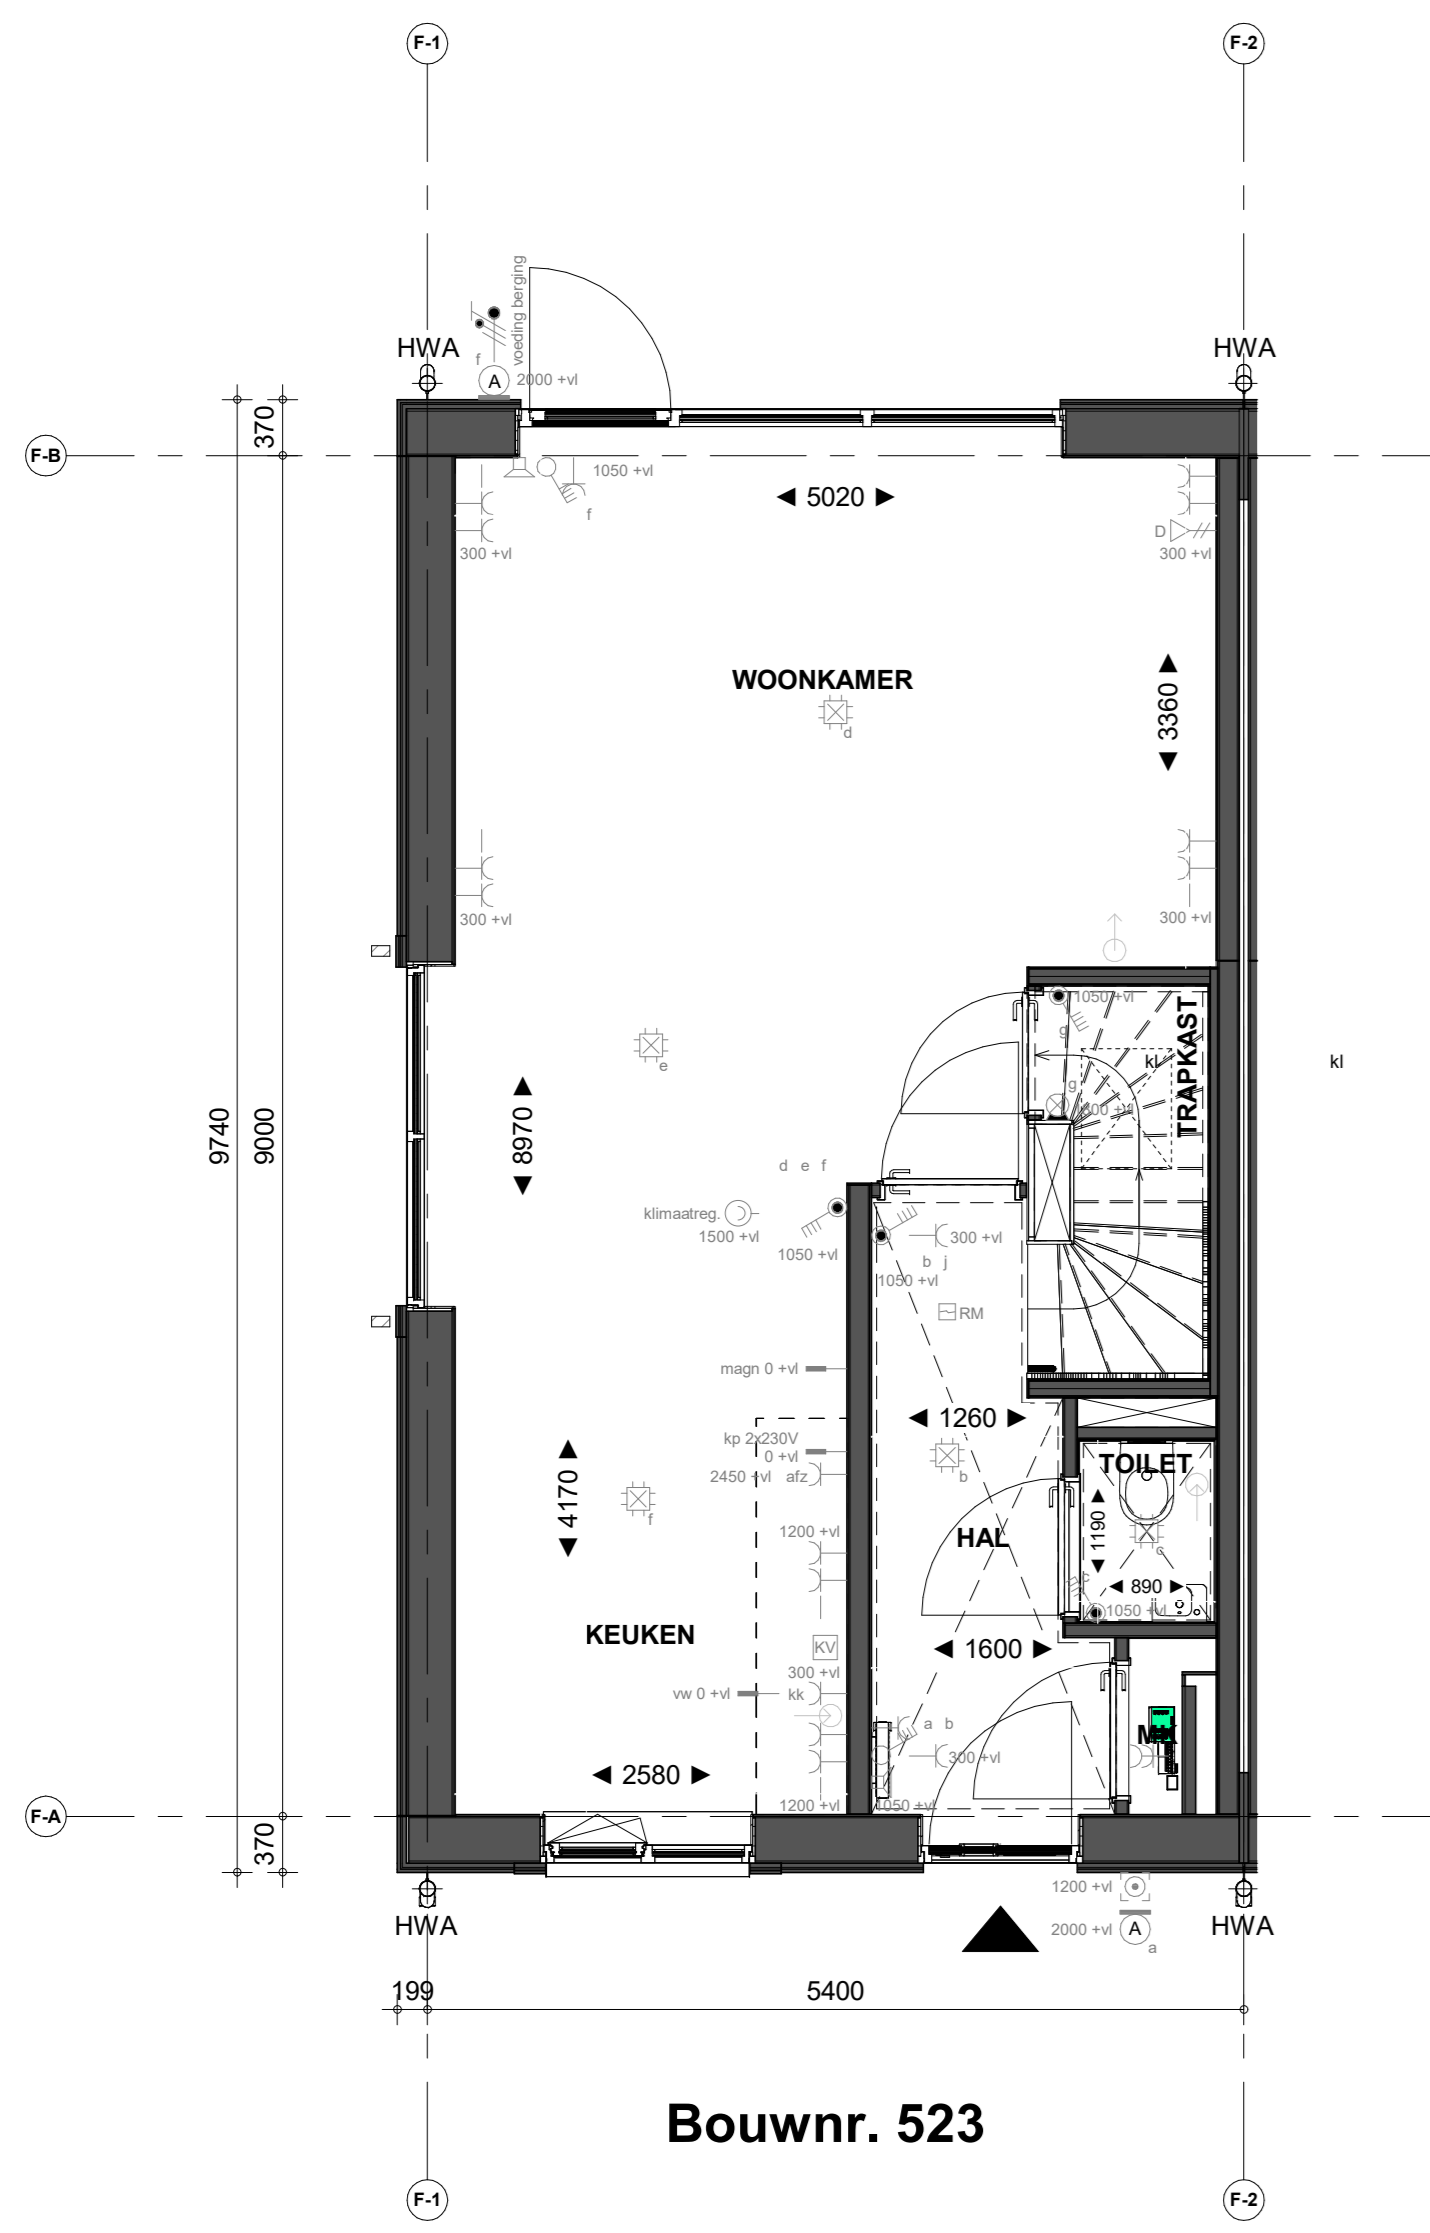 F-1
F-2
voeding berging
HWA
f
A
2000 +vl
HWA
370
F-B
1050 +vl
f
◄ 5020 ►
300 +vl
D
300 +vl
WOONKAMER
d
◄ 3360 ►
300 +vl
300 +vl
1050 +vl
g
TRAPKAST
kl
kl
e
g
9740
9000
◄ 8970 ►
d e f
klimaatreg.
1500 +vl
1050 +vl
300 +vl
b j
1050 +vl
RM
magn 0 +vl
◄ 1260 ►
kp 2x230V
0 +vl
2450 +vl afz
b
TOILET
◄ 4170 ►
f
1200 +vl
HAL
◄ 1190 ►
c
c
◄ 890 ►
1050 +vl
KEUKEN
KV
◄ 1600 ►
300 +vl
vw 0 +vl
kk
a b
MK
300 +vl
◄ 2580 ►
1200 +vl
1050 +vl
F-A
370
1200 +vl
2000 +vl
A
a
HWA
HWA
199
5400
Bouwnr. 523
F-1
F-2